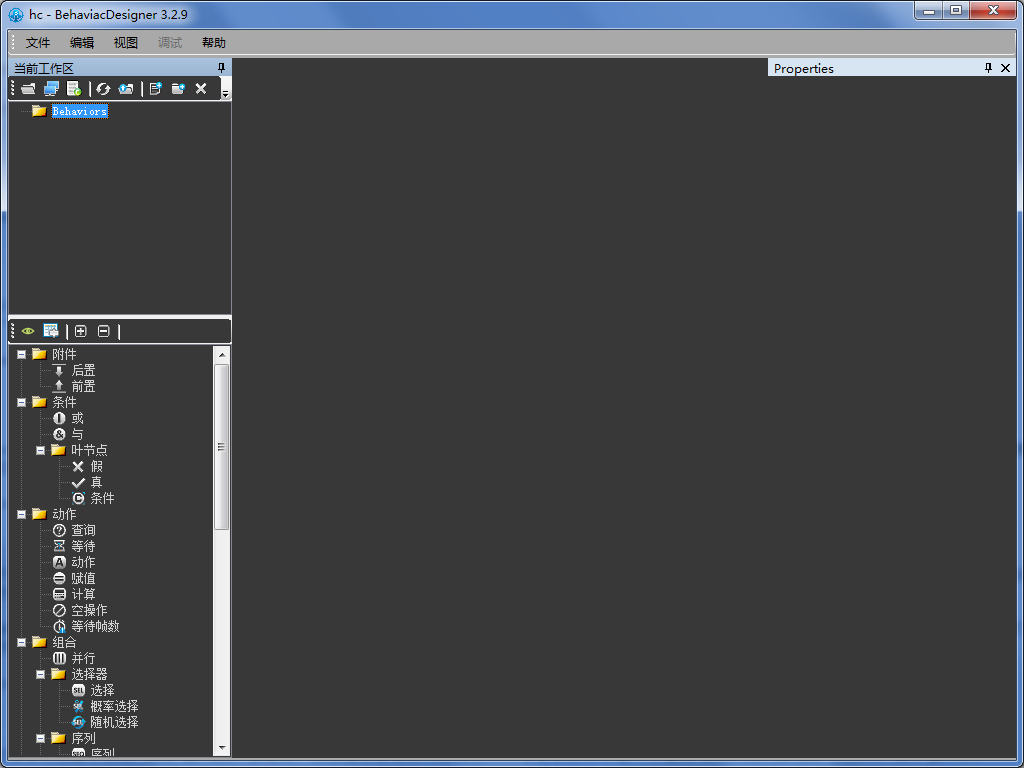 hc - BehaviacDesigner 3.2.9
文件 编辑 视图 调试 帮助
当前工作区
Properties
Behaviors
附件
后置
前置
条件
或
与
叶节点
假
真
条件
动作
查询
等待
动作
赋值
计算
空操作
等待帧数
组合
并行
选择器
选择
概率选择
随机选择
序列
序列